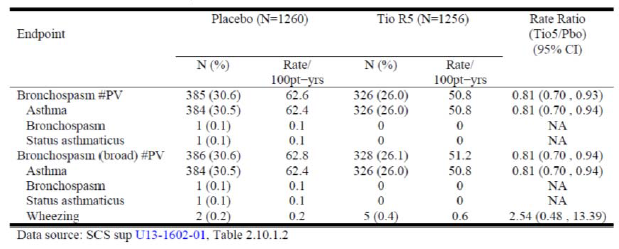 Endpoint Placebo (N=1260) Tio R5 (N=1256) Rate Ratio (Tio5/Pbo) (95% CI)
N (%) Rate/ 100pt−yrs N (%) Rate/ 100pt−yrs
Bronchospasm #PV 385 (30.6) 62.6 326 (26.0) 50.8 0.81 (0.70 , 0.93)
Asthma 384 (30.5) 62.4 326 (26.0) 50.8 0.81 (0.70 , 0.94)
Bronchospasm 1 (0.1) 0.1 0 0 NA
Status asthmaticus 1 (0.1) 0.1 0 0 NA
Bronchospasm (broad) #PV 386 (30.6) 62.8 328 (26.1) 51.2 0.81 (0.70 , 0.94)
Asthma 384 (30.5) 62.4 326 (26.0) 50.8 0.81 (0.70 , 0.94)
Bronchospasm 1 (0.1) 0.1 0 0 NA
Status asthmaticus 1 (0.1) 0.1 0 0 NA
Wheezing 2 (0.2) 0.2 5 (0.4) 0.6 2.54 (0.48 , 13.39)
Data source: SCS sup U13-1602-01, Table 2.10.1.2